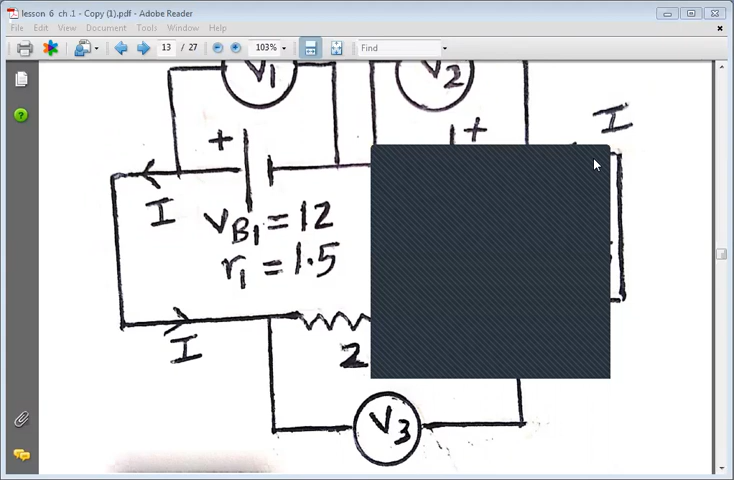 lesson 6 ch .1 - Copy (1).pdf - Adobe Reader
File Edit View Document Tools Window Help
13 / 27 103% Find
V1 V2
+ + I
I
VB1 = 12
r1 = 1.5
I
2
V3